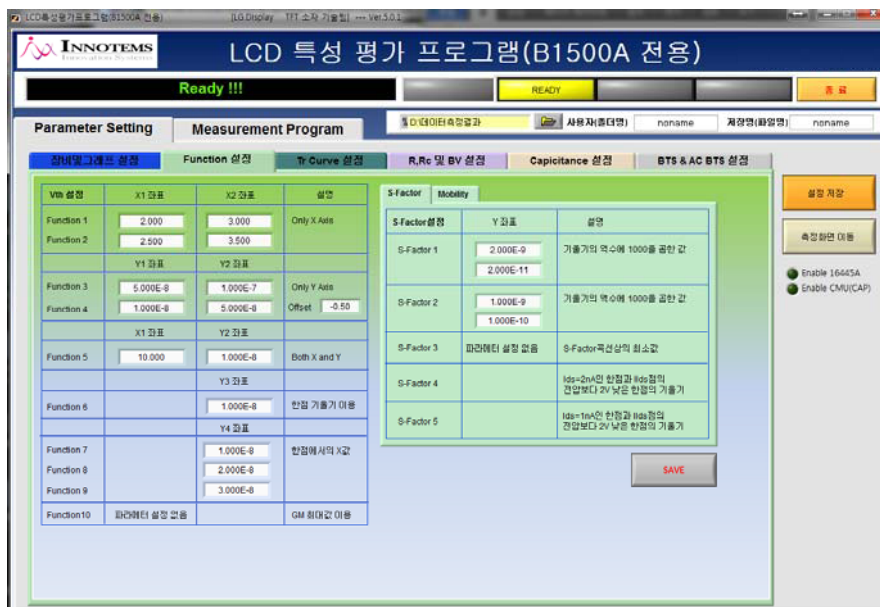 LCD특성평가프로그램(B1500A 전용) [LG.Display TFT 소자 기술팀] --- Ver.5.0.1
INNOTEMS
Innovation Systems
LCD 특성 평가 프로그램(B1500A 전용)
Ready !!!
READY
종 료
Parameter Setting
Measurement Program
D:\데이터측정결과
사용자(폴더명)
noname
저장명(파일명)
noname
장비및그래프 설정
Function 설정
Tr Curve 설정
R,Rc 및 BV 설정
Capicitance 설정
BTS & AC BTS 설정
Vth 설정 X1 좌표 X2 좌표 설명
Function 1 2.000 3.000 Only X Axis
Function 2 2.500 3.500
Y1 좌표 Y2 좌표
Function 3 5.000E-8 1.000E-7 Only Y Axis
Function 4 1.000E-8 5.000E-8 Offset -0.50
X1 좌표 Y2 좌표
Function 5 10.000 1.000E-8 Both X and Y
Y3 좌표
Function 6 1.000E-8 한점 기울기 이용
Y4 좌표
Function 7 1.000E-8 한점에서의 X값
Function 8 2.000E-8
Function 9 3.000E-8
Function10 파라메터 설정 없음 GM 최대값 이용
S-Factor Mobility
S-Factor설정 Y 좌표 설명
S-Factor 1 2.000E-9 기울기의 역수에 1000를 곱한 값
2.000E-11
S-Factor 2 1.000E-9 기울기의 역수에 1000를 곱한 값
1.000E-10
S-Factor 3 파라메터 설정 없음 S-Factor곡선상의 최소값
S-Factor 4 Ids=2nA인 한점과 Ids점의
전압보다 2V 낮은 한점의 기울기
S-Factor 5 Ids=1nA인 한점과 Ids점의
전압보다 2V 낮은 한점의 기울기
SAVE
설정 저장
측정화면 이동
Enable 16445A
Enable CMU(CAP)